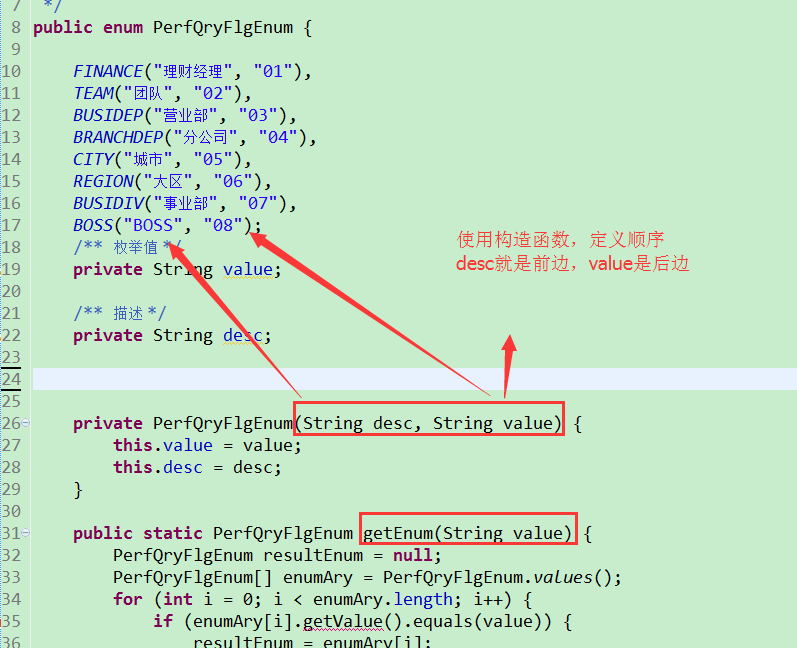 7 */
8 public enum PerfQryFlgEnum {
9
10 FINANCE("理财经理", "01"),
11 TEAM("团队", "02"),
12 BUSIDEP("营业部", "03"),
13 BRANCHDEP("分公司", "04"),
14 CITY("城市", "05"),
15 REGION("大区", "06"),
16 BUSIDIV("事业部", "07"),
17 BOSS("BOSS", "08");
18 /** 枚举值 */
19 private String value;
20
21 /** 描述 */
22 private String desc;
23
24
25
26 private PerfQryFlgEnum(String desc, String value) {
27 this.value = value;
28 this.desc = desc;
29 }
30
31 public static PerfQryFlgEnum getEnum(String value) {
32 PerfQryFlgEnum resultEnum = null;
33 PerfQryFlgEnum[] enumAry = PerfQryFlgEnum.values();
34 for (int i = 0; i < enumAry.length; i++) {
35 if (enumAry[i].getValue().equals(value)) {
36 resultEnum = enumAry[i];
使用构造函数，定义顺序
desc就是前边，value是后边